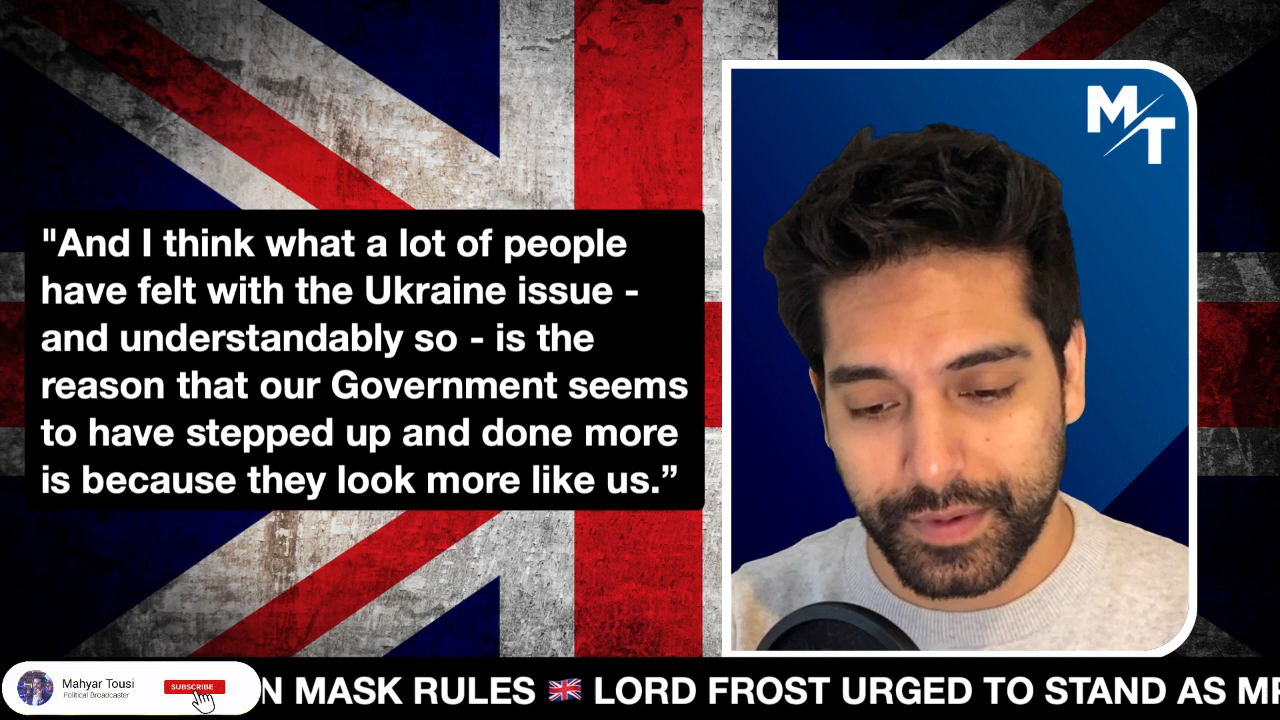 M
T
"And I think what a lot of people
have felt with the Ukraine issue -
and understandably so - is the
reason that our Government seems
to have stepped up and done more
is because they look more like us.”
Mahyar Tousi
Political Broadcaster
SUBSCRIBE
N MASK RULES 🇬🇧 LORD FROST URGED TO STAND AS